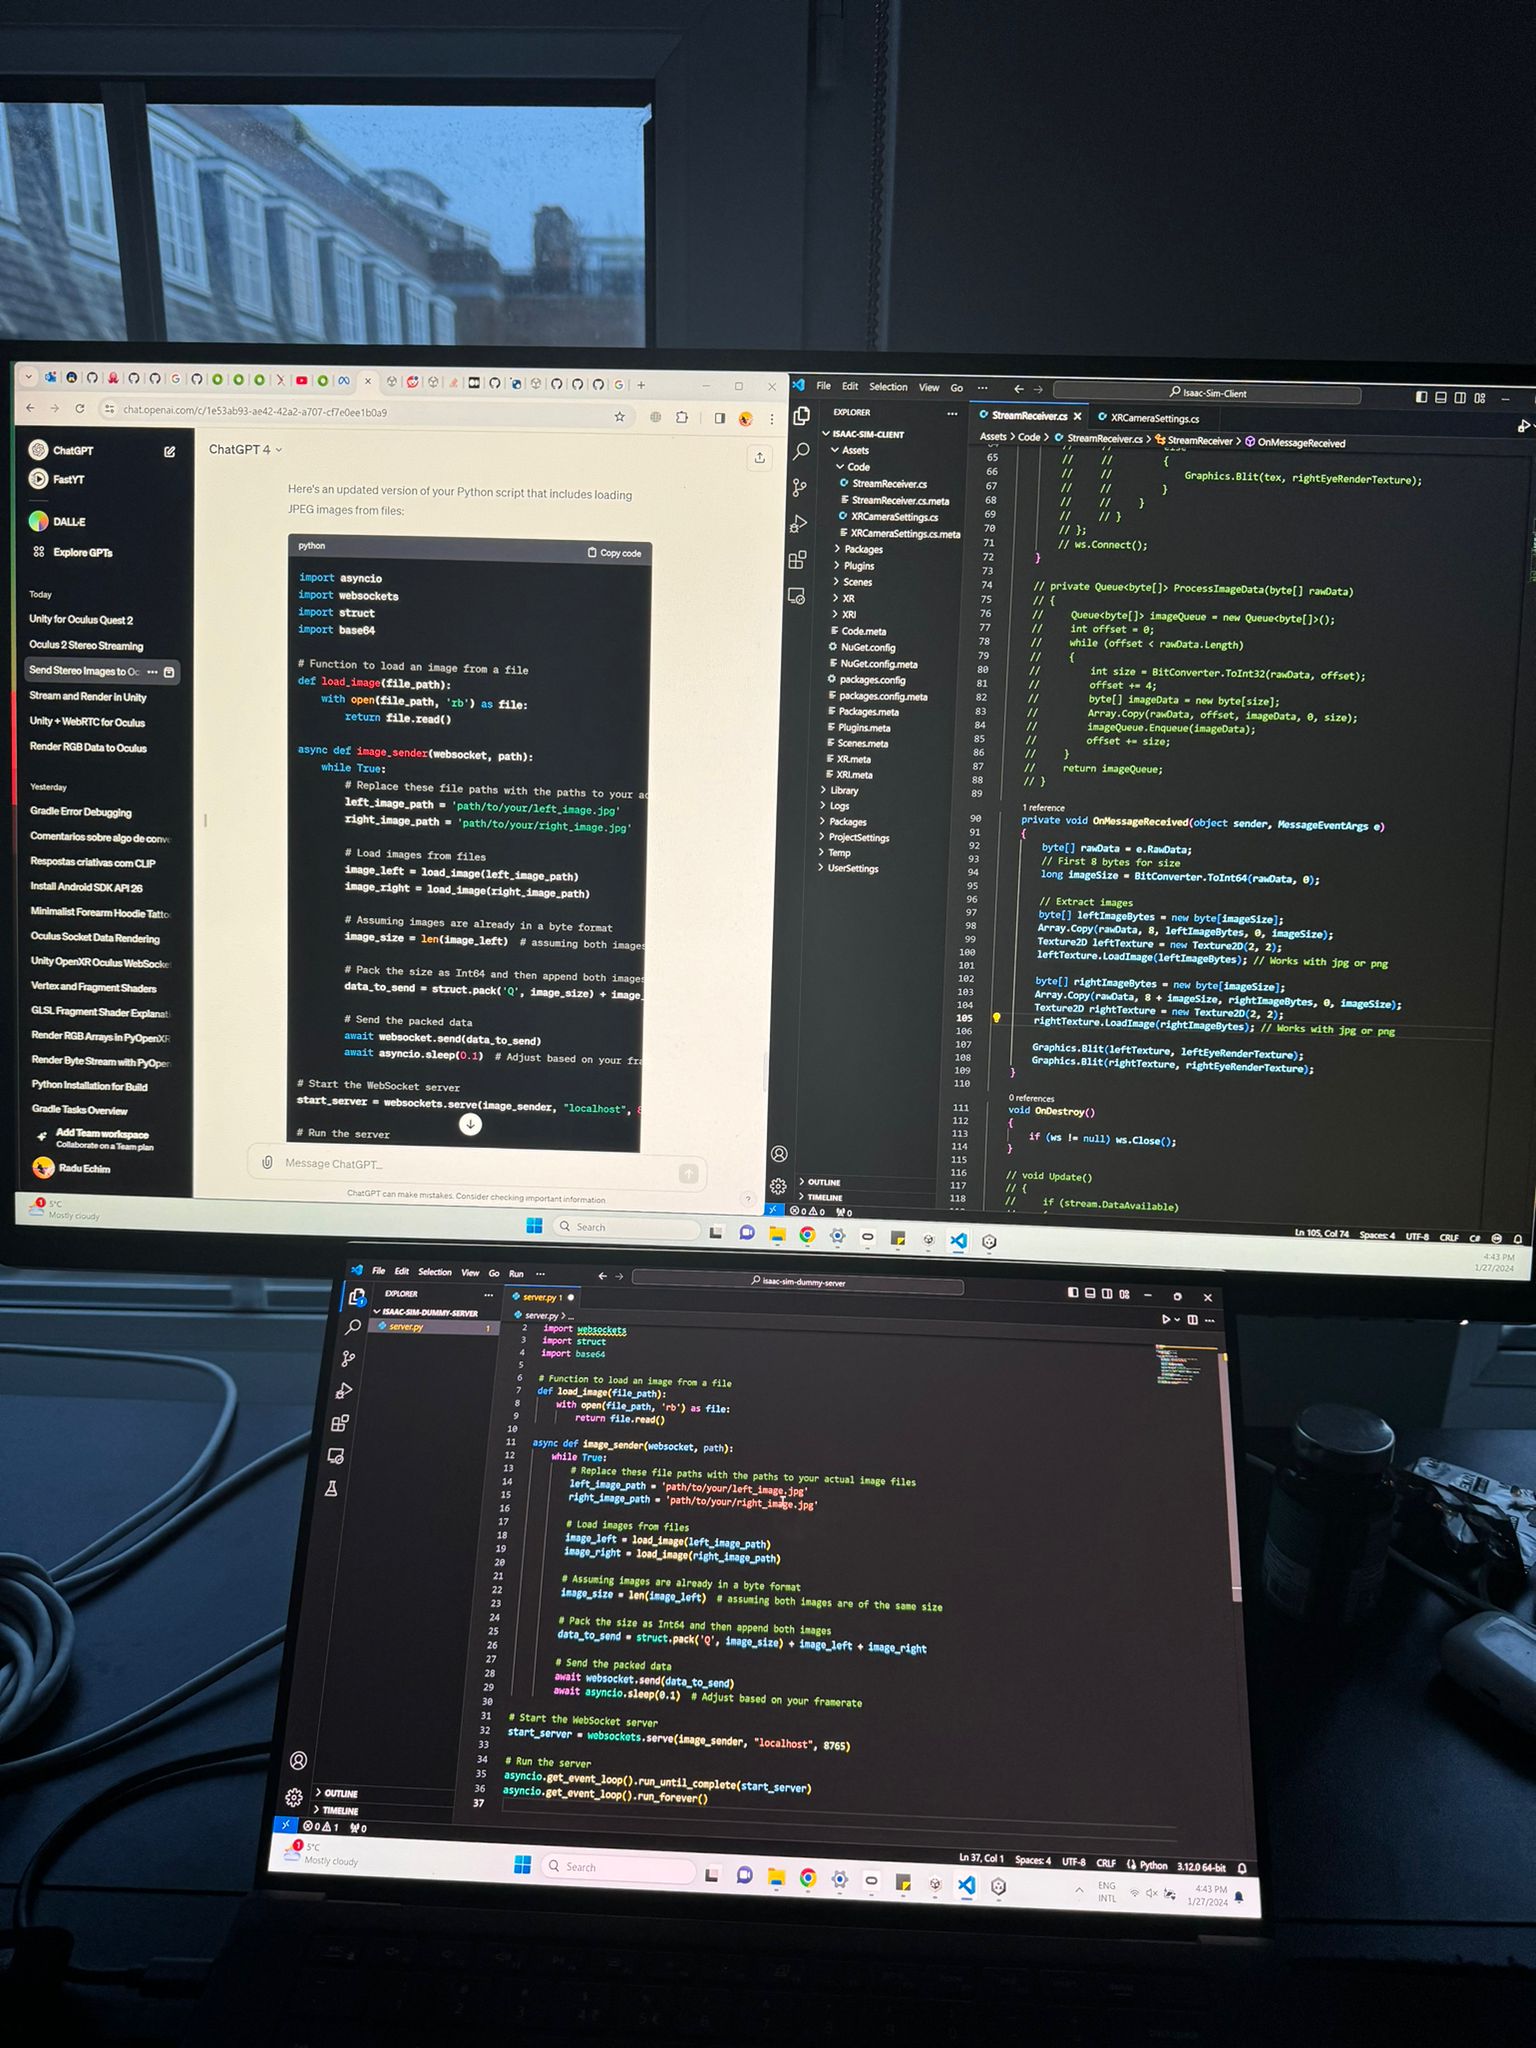 chat.openai.com/c/1e53ab93-ae42-42a2-a707-cf7e0ee1b0a9
ChatGPT
FastYT
DALL·E
Explore GPTs
Today
Unity for Oculus Quest 2
Oculus 2 Stereo Streaming
Send Stereo Images to Oc
Stream and Render in Unity
Unity + WebRTC for Oculus
Render RGB Data to Oculus
Yesterday
Gradle Error Debugging
Comentarios sobre algo de conve
Respostas criativas com CLIP
Install Android SDK API 26
Minimalist Forearm Hoodie Tatto
Oculus Socket Data Rendering
Unity OpenXR Oculus WebSocke
Vertex and Fragment Shaders
GLSL Fragment Shader Explanati
Render RGB Arrays in PyOpenXR
Render Byte Stream with PyOpen
Python Installation for Build
Gradle Tasks Overview
Add Team workspace
Collaborate on a Team plan
Radu Echim
ChatGPT 4
Here's an updated version of your Python script that includes loading
JPEG images from files:
python Copy code
import asyncio
import websockets
import struct
import base64
# Function to load an image from a file
def load_image(file_path):
with open(file_path, 'rb') as file:
return file.read()
async def image_sender(websocket, path):
while True:
# Replace these file paths with the paths to your ac
left_image_path = 'path/to/your/left_image.jpg'
right_image_path = 'path/to/your/right_image.jpg'
# Load images from files
image_left = load_image(left_image_path)
image_right = load_image(right_image_path)
# Assuming images are already in a byte format
image_size = len(image_left) # assuming both images
# Pack the size as Int64 and then append both images
data_to_send = struct.pack('Q', image_size) + image_
# Send the packed data
await websocket.send(data_to_send)
await asyncio.sleep(0.1) # Adjust based on your fra
# Start the WebSocket server
start_server = websockets.serve(image_sender, "localhost", 8
# Run the server
Message ChatGPT...
ChatGPT can make mistakes. Consider checking important information.
?
1
5°C
Mostly cloudy
Search
File Edit Selection View Go ··· Isaac-Sim-Client
EXPLORER ···
ISAAC-SIM-CLIENT
Assets
Code
StreamReceiver.cs
StreamReceiver.cs.meta
XRCameraSettings.cs
XRCameraSettings.cs.meta
Packages
Plugins
Scenes
XR
XRI
Code.meta
NuGet.config
NuGet.config.meta
packages.config
packages.config.meta
Packages.meta
Plugins.meta
Scenes.meta
XR.meta
XRI.meta
Library
Logs
Packages
ProjectSettings
Temp
UserSettings
OUTLINE
TIMELINE
StreamReceiver.cs XRCameraSettings.cs
Assets > Code > StreamReceiver.cs > StreamReceiver > OnMessageReceived
64 // // else
65 // // {
66 // // Graphics.Blit(tex, rightEyeRenderTexture);
67 // // }
68 // // }
69 // // }
70 // };
71 // ws.Connect();
72 }
73
74 // private Queue<byte[]> ProcessImageData(byte[] rawData)
75 // {
76 // Queue<byte[]> imageQueue = new Queue<byte[]>();
77 // int offset = 0;
78 // while (offset < rawData.Length)
79 // {
80 // int size = BitConverter.ToInt32(rawData, offset);
81 // offset += 4;
82 // byte[] imageData = new byte[size];
83 // Array.Copy(rawData, offset, imageData, 0, size);
84 // imageQueue.Enqueue(imageData);
85 // offset += size;
86 // }
87 // return imageQueue;
88 // }
89
1 reference
90 private void OnMessageReceived(object sender, MessageEventArgs e)
91 {
92 byte[] rawData = e.RawData;
93 // First 8 bytes for size
94 long imageSize = BitConverter.ToInt64(rawData, 0);
95
96 // Extract images
97 byte[] leftImageBytes = new byte[imageSize];
98 Array.Copy(rawData, 8, leftImageBytes, 0, imageSize);
99 Texture2D leftTexture = new Texture2D(2, 2);
100 leftTexture.LoadImage(leftImageBytes); // Works with jpg or png
101
102 byte[] rightImageBytes = new byte[imageSize];
103 Array.Copy(rawData, 8 + imageSize, rightImageBytes, 0, imageSize);
104 Texture2D rightTexture = new Texture2D(2, 2);
105 rightTexture.LoadImage(rightImageBytes); // Works with jpg or png
106
107 Graphics.Blit(leftTexture, leftEyeRenderTexture);
108 Graphics.Blit(rightTexture, rightEyeRenderTexture);
109 }
110
0 references
111 void OnDestroy()
112 {
113 if (ws != null) ws.Close();
114 }
115
116 // void Update()
117 // {
118 // if (stream.DataAvailable)
0 0 0
Ln 105, Col 74 Spaces: 4 UTF-8 CRLF C#
4:43 PM
1/27/2024
File Edit Selection View Go Run ··· isaac-sim-dummy-server
EXPLORER ···
ISAAC-SIM-DUMMY-SERVER
server.py 1
OUTLINE
TIMELINE
server.py 1
server.py > ...
2 import websockets
3 import struct
4 import base64
5
6 # Function to load an image from a file
7 def load_image(file_path):
8 with open(file_path, 'rb') as file:
9 return file.read()
10
11 async def image_sender(websocket, path):
12 while True:
13 # Replace these file paths with the paths to your actual image files
14 left_image_path = 'path/to/your/left_image.jpg'
15 right_image_path = 'path/to/your/right_image.jpg'
16
17 # Load images from files
18 image_left = load_image(left_image_path)
19 image_right = load_image(right_image_path)
20
21 # Assuming images are already in a byte format
22 image_size = len(image_left) # assuming both images are of the same size
23
24 # Pack the size as Int64 and then append both images
25 data_to_send = struct.pack('Q', image_size) + image_left + image_right
26
27 # Send the packed data
28 await websocket.send(data_to_send)
29 await asyncio.sleep(0.1) # Adjust based on your framerate
30
31 # Start the WebSocket server
32 start_server = websockets.serve(image_sender, "localhost", 8765)
33
34 # Run the server
35 asyncio.get_event_loop().run_until_complete(start_server)
36 asyncio.get_event_loop().run_forever()
37
0 1 0
Ln 37, Col 1 Spaces: 4 UTF-8 CRLF Python 3.12.0 64-bit
1
5°C
Mostly cloudy
Search
ENG
INTL
4:43 PM
1/27/2024